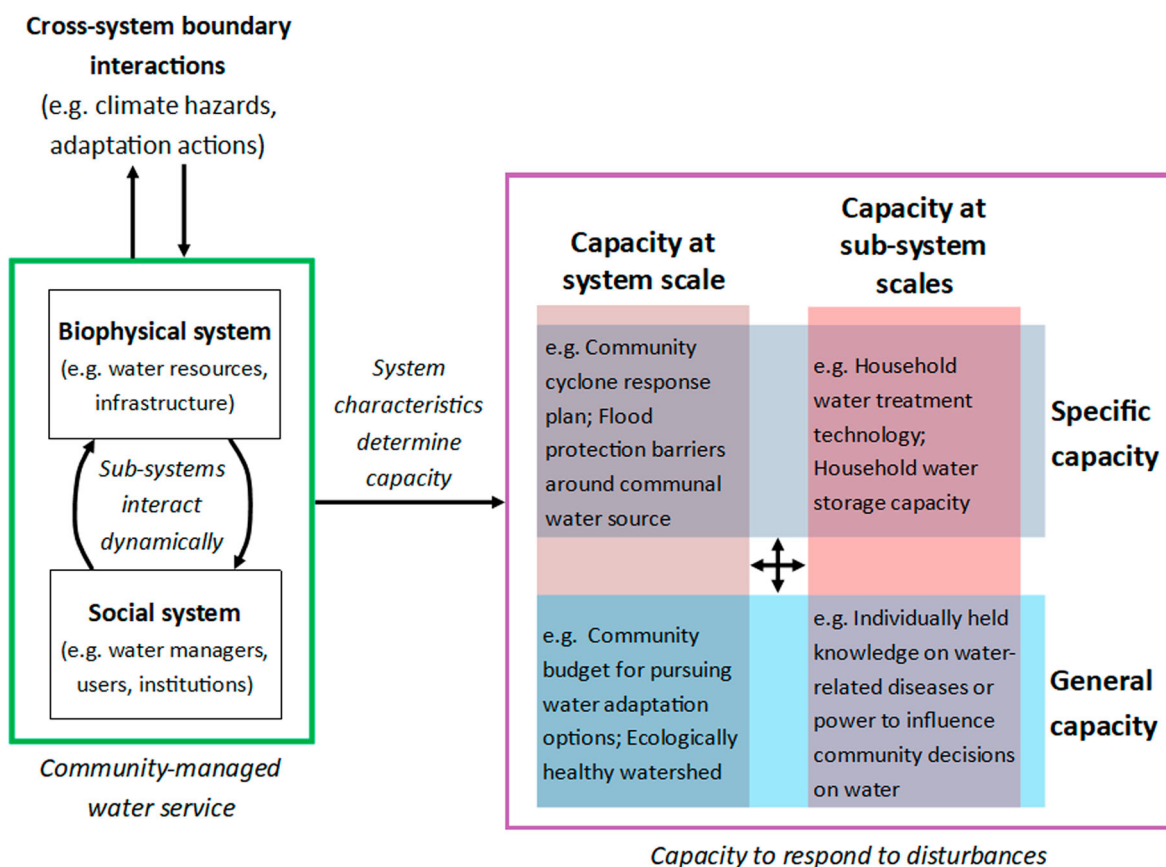 Cross-system boundary
interactions
(e.g. climate hazards,
adaptation actions)
Biophysical system
(e.g. water resources,
infrastructure)
Sub-systems
interact
dynamically
Social system
(e.g. water managers,
users, institutions)
Community-managed
water service
System
characteristics
determine
capacity
Capacity at
system scale
Capacity at
sub-system
scales
e.g. Community
cyclone response
plan; Flood
protection barriers
around communal
water source
e.g. Household
water treatment
technology;
Household water
storage capacity
Specific
capacity
e.g. Community
budget for pursuing
water adaptation
options; Ecologically
healthy watershed
e.g. Individually held
knowledge on water-
related diseases or
power to influence
community decisions
on water
General
capacity
Capacity to respond to disturbances